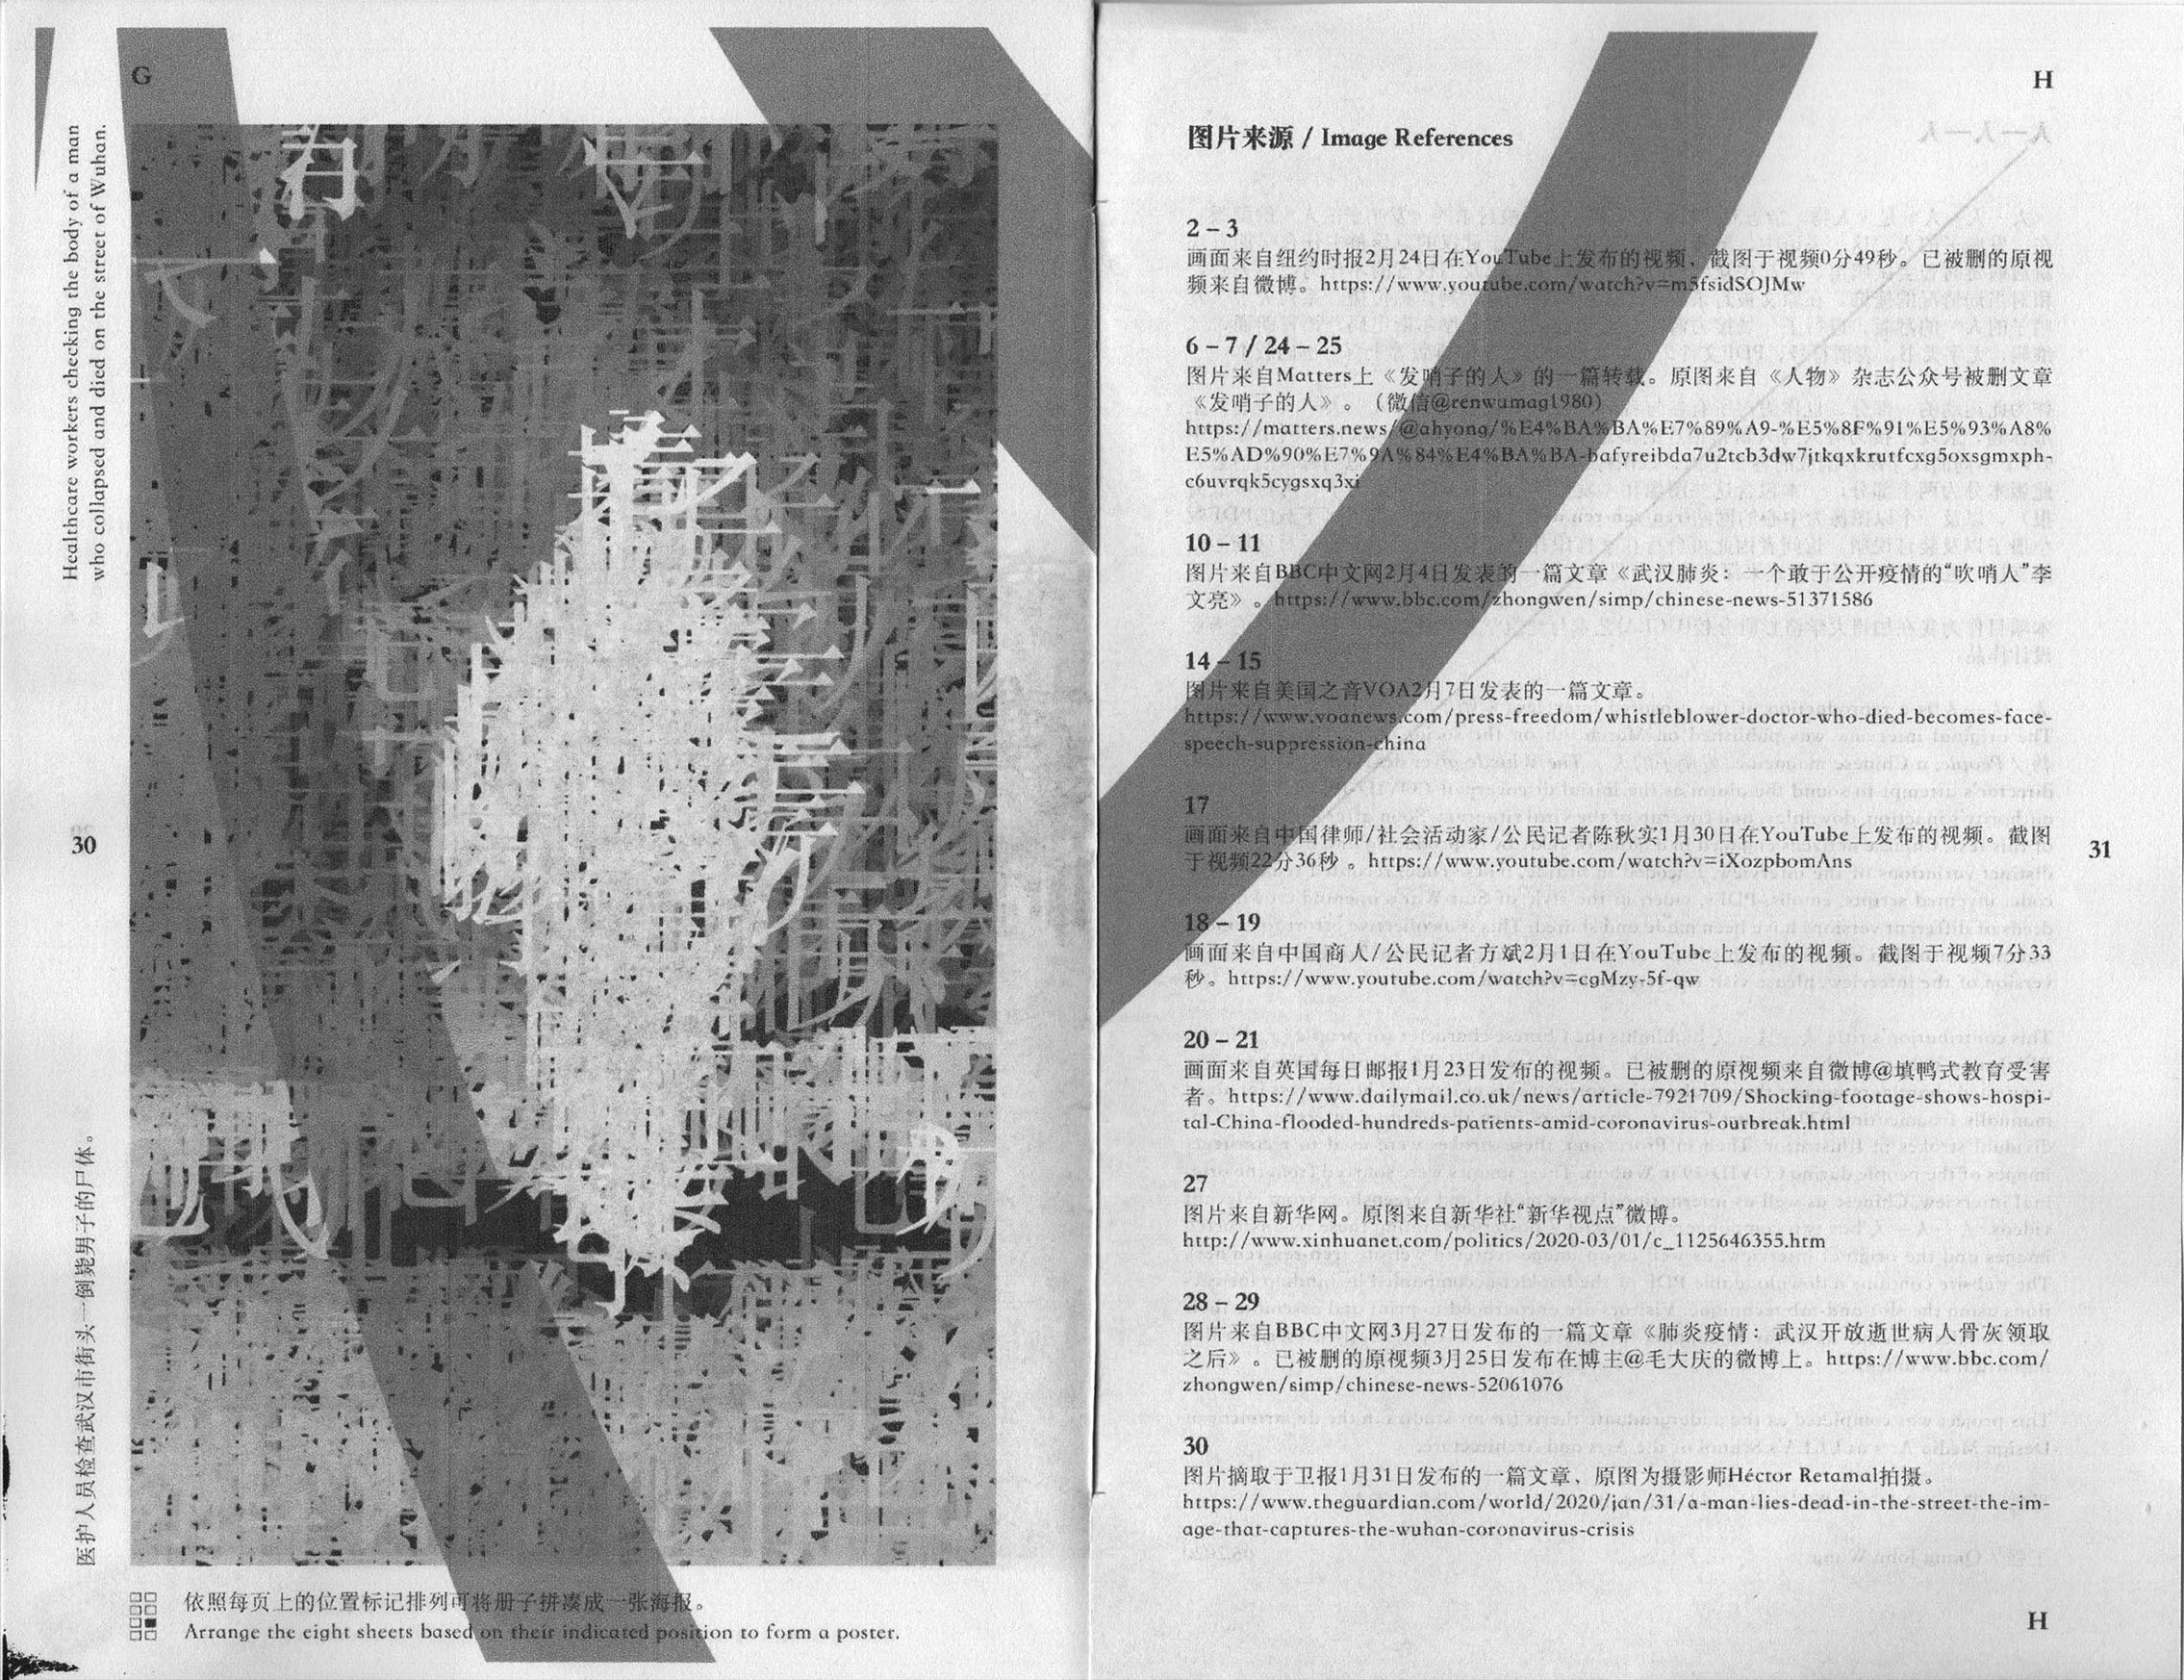 G
Healthcare workers checking the body of a man
who collapsed and died on the street of Wuhan.
30
医护人员检查武汉市街头一倒毙男子的尸体。
依照每页上的位置标记排列可将册子拼凑成一张海报。
Arrange the eight sheets based on their indicated position to form a poster.
H
图片来源 / Image References
2 – 3
画面来自纽约时报2月24日在YouTube上发布的视频，截图于视频0分49秒。已被删的原视
频来自微博。https://www.youtube.com/watch?v=m5fsidSOJMw
6 – 7 / 24 – 25
图片来自Matters上《发哨子的人》的一篇转载。原图来自《人物》杂志公众号被删文章
《发哨子的人》。（微信@renwumag1980）
https://matters.news/@ahyong/%E4%BA%BA%E7%89%A9-%E5%8F%91%E5%93%A8%
E5%AD%90%E7%9A%84%E4%BA%BA-bafyreibda7u2tcb3dw7jtkqxkrutfcxg5oxsgmxph-
c6uvrqk5cygsxq3xi
10 – 11
图片来自BBC中文网2月4日发表的一篇文章《武汉肺炎：一个敢于公开疫情的“吹哨人”李
文亮》。https://www.bbc.com/zhongwen/simp/chinese-news-51371586
14 – 15
图片来自美国之音VOA2月7日发表的一篇文章。
https://www.voanews.com/press-freedom/whistleblower-doctor-who-died-becomes-face-
speech-suppression-china
17
画面来自中国律师/社会活动家/公民记者陈秋实1月30日在YouTube上发布的视频。截图
于视频22分36秒 。https://www.youtube.com/watch?v=iXozpbomAns
31
18 – 19
画面来自中国商人/公民记者方斌2月1日在YouTube上发布的视频。截图于视频7分33
秒。https://www.youtube.com/watch?v=cgMzy-5f-qw
20 – 21
画面来自英国每日邮报1月23日发布的视频。已被删的原视频来自微博@填鸭式教育受害
者。https://www.dailymail.co.uk/news/article-7921709/Shocking-footage-shows-hospi-
tal-China-flooded-hundreds-patients-amid-coronavirus-outbreak.html
27
图片来自新华网。原图来自新华社“新华视点”微博。
http://www.xinhuanet.com/politics/2020-03/01/c_1125646355.htm
28 – 29
图片来自BBC中文网3月27日发布的一篇文章《肺炎疫情：武汉开放逝世病人骨灰领取
之后》。已被删的原视频3月25日发布在博主@毛大庆的微博上。https://www.bbc.com/
zhongwen/simp/chinese-news-52061076
30
图片摘取于卫报1月31日发布的一篇文章，原图为摄影师Héctor Retamal拍摄。
https://www.theguardian.com/world/2020/jan/31/a-man-lies-dead-in-the-street-the-im-
age-that-captures-the-wuhan-coronavirus-crisis
H